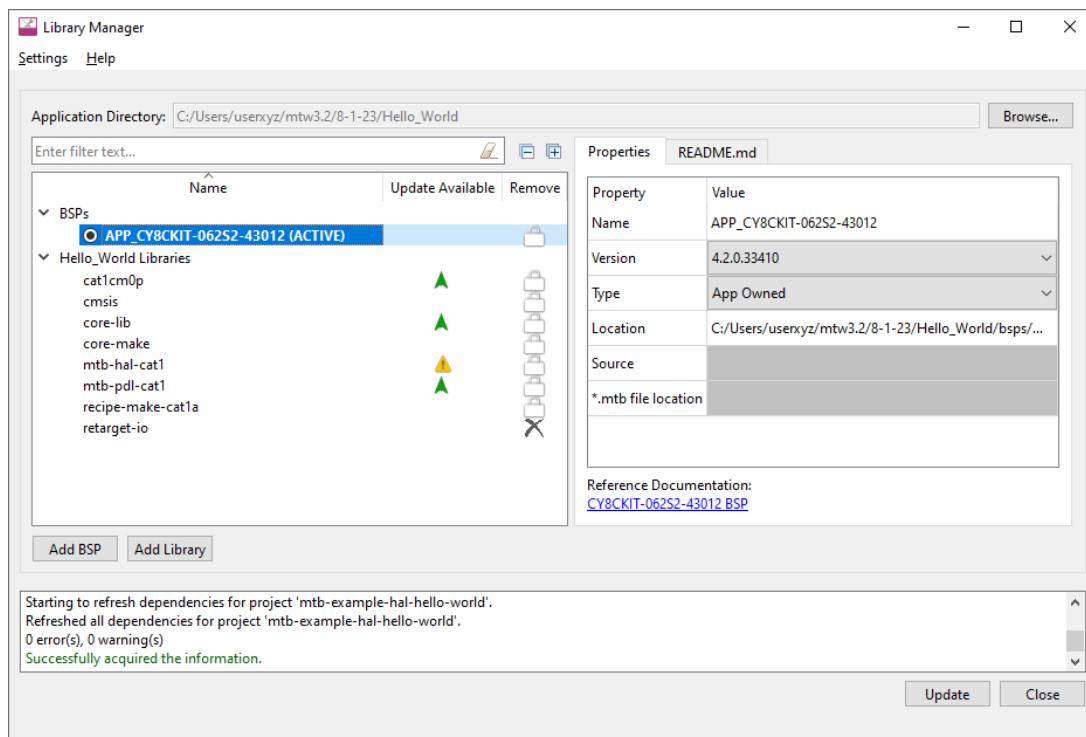 Library Manager
Settings Help
Application Directory: C:/Users/userxyz/mtw3.2/8-1-23/Hello_World Browse...
Enter filter text...
Name Update Available Remove
BSPs
APP_CY8CKIT-062S2-43012 (ACTIVE)
Hello_World Libraries
cat1cm0p
cmsis
core-lib
core-make
mtb-hal-cat1
mtb-pdl-cat1
recipe-make-cat1a
retarget-io
Add BSP Add Library
Properties README.md
Property Value
Name APP_CY8CKIT-062S2-43012
Version 4.2.0.33410
Type App Owned
Location C:/Users/userxyz/mtw3.2/8-1-23/Hello_World/bsps/...
Source
*.mtb file location
Reference Documentation:
CY8CKIT-062S2-43012 BSP
Starting to refresh dependencies for project 'mtb-example-hal-hello-world'.
Refreshed all dependencies for project 'mtb-example-hal-hello-world'.
0 error(s), 0 warning(s)
Successfully acquired the information.
Update Close